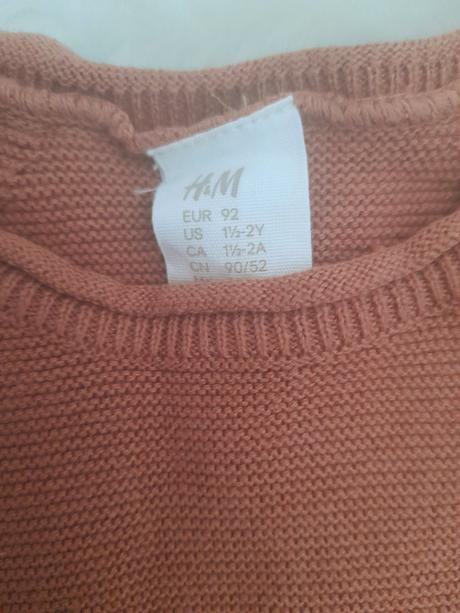 H&M
EUR 92
US 1½-2Y
CA 1½-2A
CN 90/52